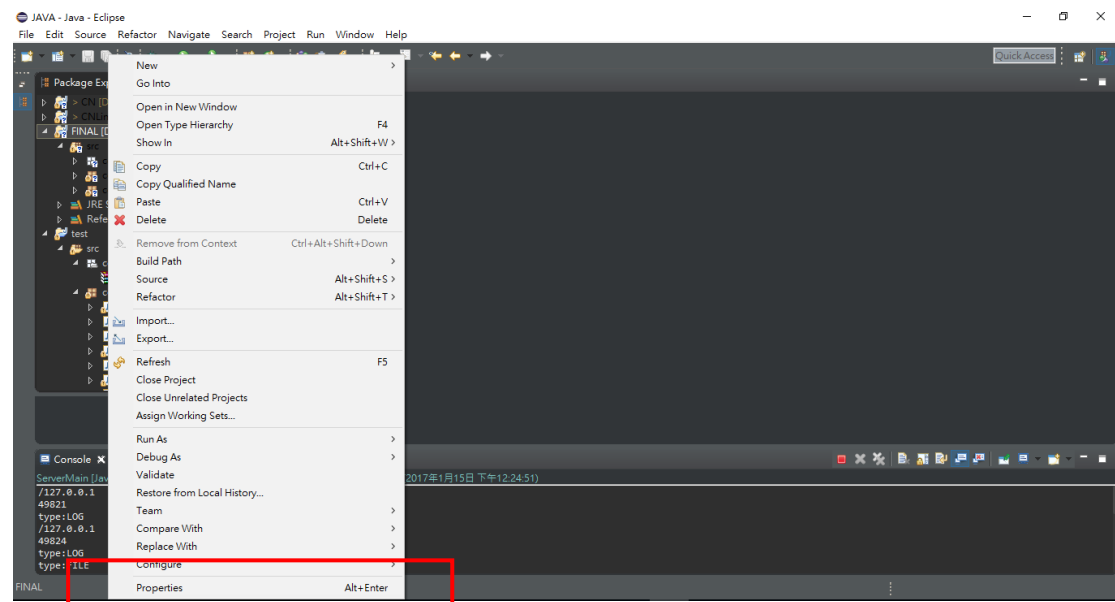 JAVA - Java - Eclipse
File Edit Source Refactor Navigate Search Project Run Window Help
Quick Access
Package Exp
> CN [D
> CNLin
FINAL [D
src
JRE S
Refe
test
src
New
Go Into
Open in New Window
Open Type Hierarchy F4
Show In Alt+Shift+W >
Copy Ctrl+C
Copy Qualified Name
Paste Ctrl+V
Delete Delete
Remove from Context Ctrl+Alt+Shift+Down
Build Path
Source Alt+Shift+S >
Refactor Alt+Shift+T >
Import...
Export...
Refresh F5
Close Project
Close Unrelated Projects
Assign Working Sets...
Run As
Debug As
Validate
Restore from Local History...
Team
Compare With
Replace With
Configure
Properties Alt+Enter
Console
ServerMain [Jav 2017年1月15日 下午12:24:51)
/127.0.0.1
49821
type:LOG
/127.0.0.1
49824
type:LOG
type:FILE
FINAL